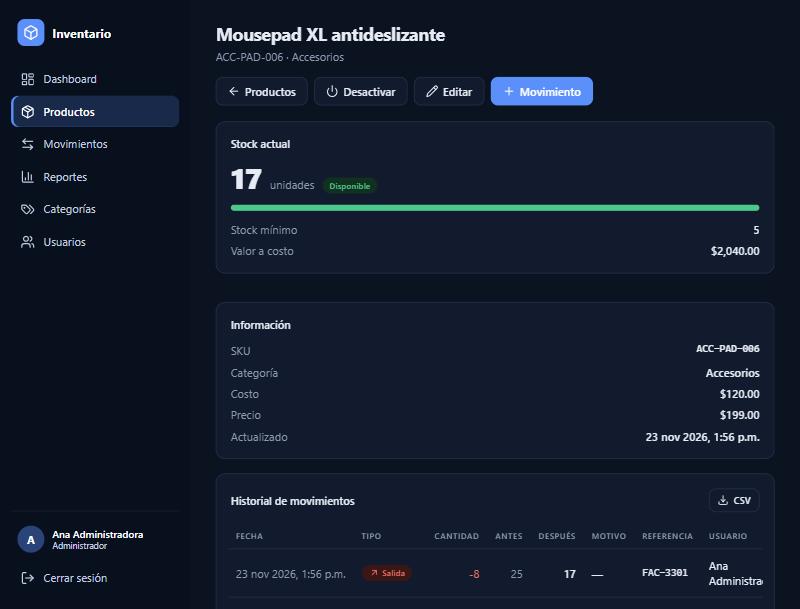 Inventario
Dashboard
Productos
Movimientos
Reportes
Categorías
Usuarios
A
Ana Administradora
Administrador
Cerrar sesión
Mousepad XL antideslizante
ACC-PAD-006 · Accesorios
Productos
Desactivar
Editar
Movimiento
Stock actual
17 unidades Disponible
Stock mínimo 5
Valor a costo $2,040.00
Información
SKU ACC-PAD-006
Categoría Accesorios
Costo $120.00
Precio $199.00
Actualizado 23 nov 2026, 1:56 p.m.
Historial de movimientos CSV
FECHA TIPO CANTIDAD ANTES DESPUÉS MOTIVO REFERENCIA USUARIO
23 nov 2026, 1:56 p.m. Salida -8 25 17 — FAC-3301 Ana